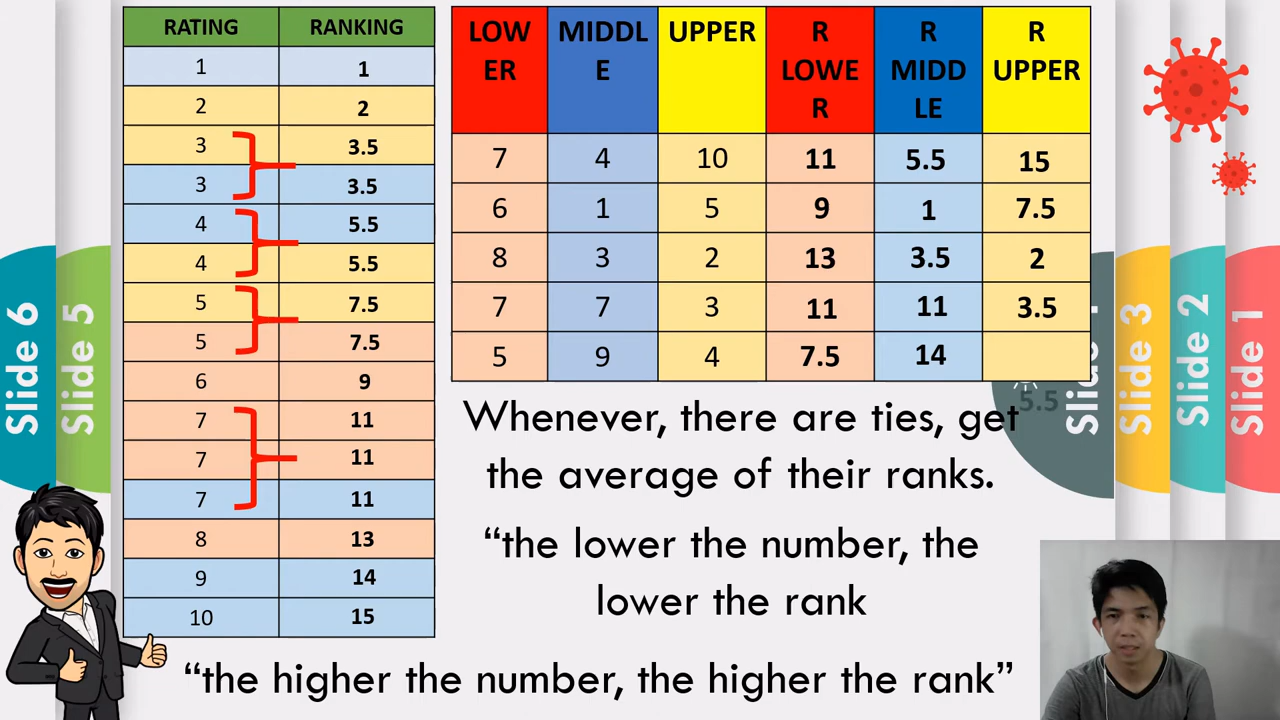 RATING RANKING
1 1
2 2
3 3.5
3 3.5
4 5.5
4 5.5
5 7.5
5 7.5
6 9
7 11
7 11
7 11
8 13
9 14
10 15
LOW
ER
MIDDL
E
UPPER
R
LOWE
R
R
MIDD
LE
R
UPPER
7 4 10 11 5.5 15
6 1 5 9 1 7.5
8 3 2 13 3.5 2
7 7 3 11 11 3.5
5 9 4 7.5 14
5.5
Whenever, there are ties, get
the average of their ranks.
“the lower the number, the
lower the rank
“the higher the number, the higher the rank”
Slide 6
Slide 5
Slide
Slide 3
Slide 2
Slide 1